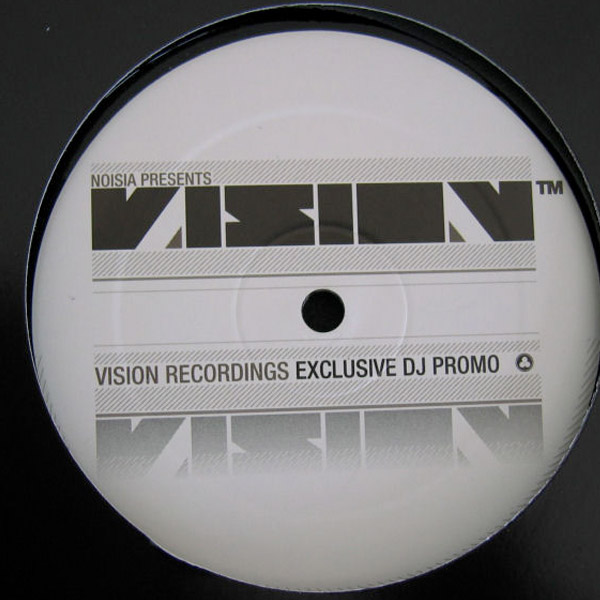 NOISIA PRESENTS
VISION™
VISION RECORDINGS EXCLUSIVE DJ PROMO
VISION